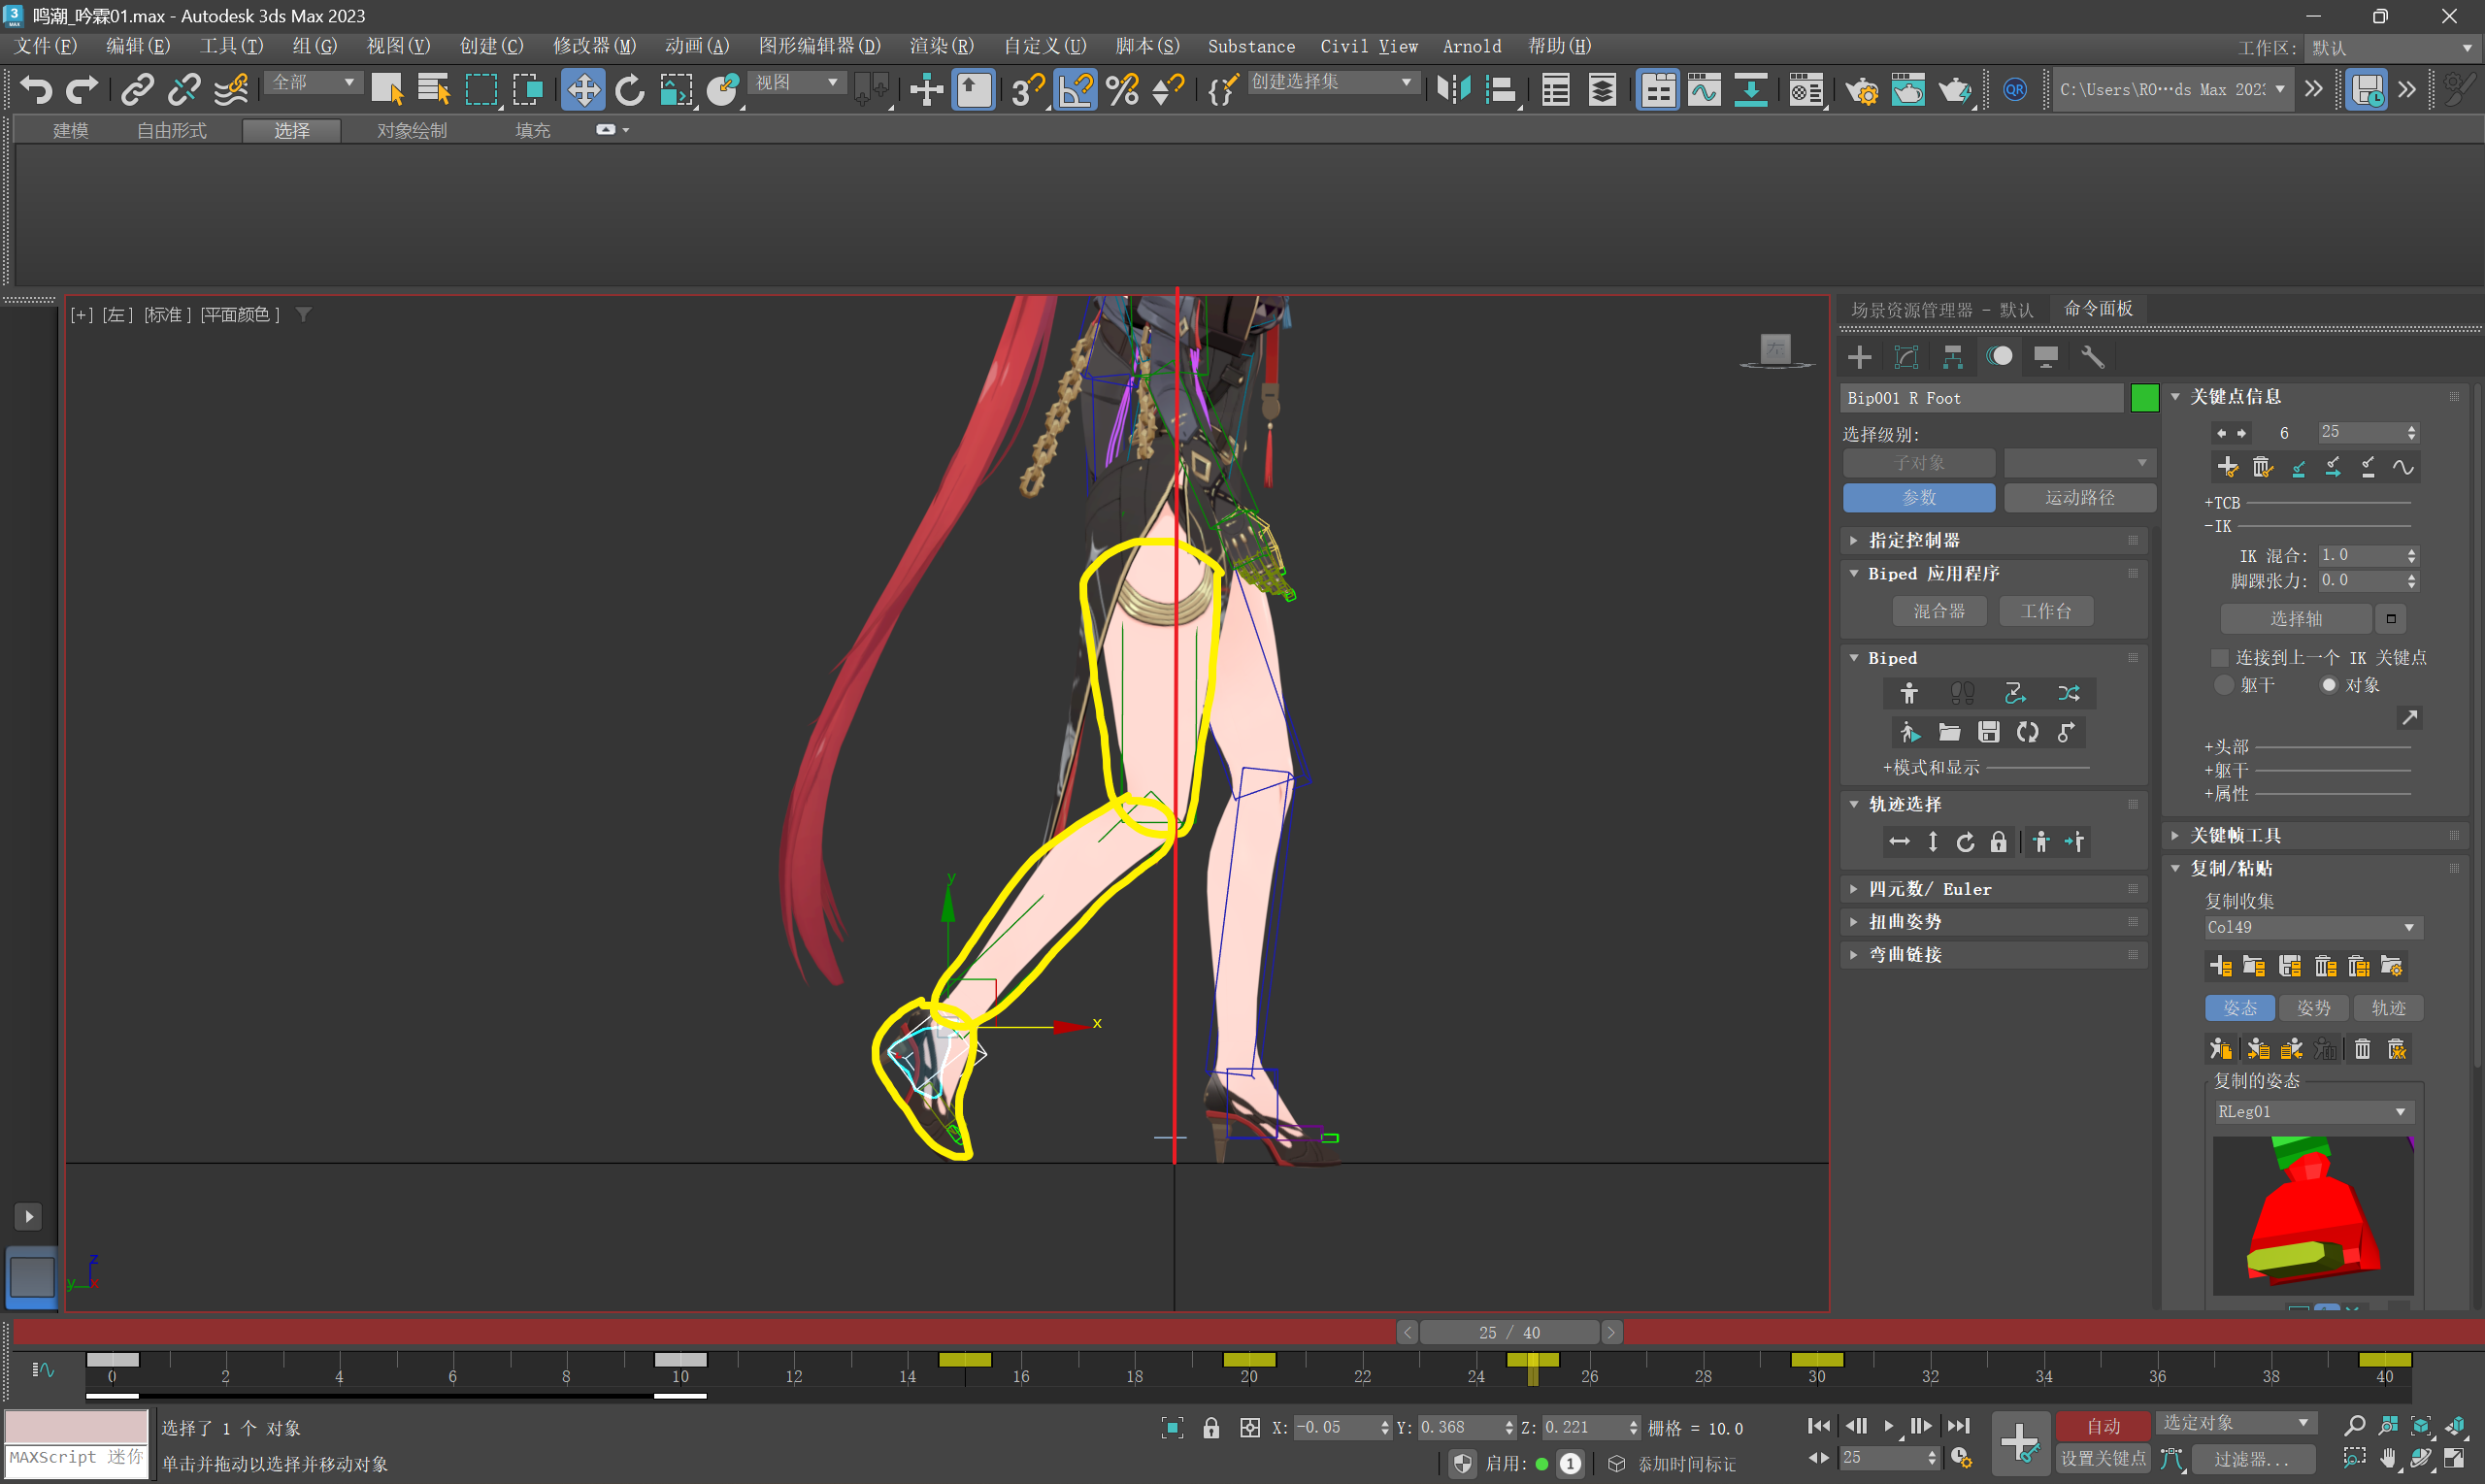 鸣潮_吟霖01.max - Autodesk 3ds Max 2023
文件(F) 编辑(E) 工具(T) 组(G) 视图(V) 创建(C) 修改器(M) 动画(A) 图形编辑器(D) 渲染(R) 自定义(U) 脚本(S) Substance Civil View Arnold 帮助(H)
工作区: 默认
全部 视图 创建选择集 C:\Users\RO…ds Max 202
建模 自由形式 选择 对象绘制 填充
[+] [左] [标准] [平面颜色]
左
y
x
z
y
场景资源管理器 - 默认 命令面板
Bip001 R Foot
选择级别:
子对象
参数 运动路径
指定控制器
Biped 应用程序
混合器 工作台
Biped
+模式和显示
轨迹选择
四元数/ Euler
扭曲姿势
弯曲链接
关键点信息
6 25
+TCB
-IK
IK 混合: 1.0
脚踝张力: 0.0
选择轴
连接到上一个 IK 关键点
躯干 对象
+头部
+躯干
+属性
关键帧工具
复制/粘贴
复制收集
Col49
姿态 姿势 轨迹
复制的姿态
RLeg01
25 / 40
0 2 4 6 8 10 12 14 16 18 20 22 24 26 28 30 32 34 36 38 40
选择了 1 个 对象
X: -0.05 Y: 0.368 Z: 0.221 栅格 = 10.0
自动 选定对象
MAXScript 迷你
单击并拖动以选择并移动对象
启用: 1 添加时间标记
25
设置关键点 过滤器...